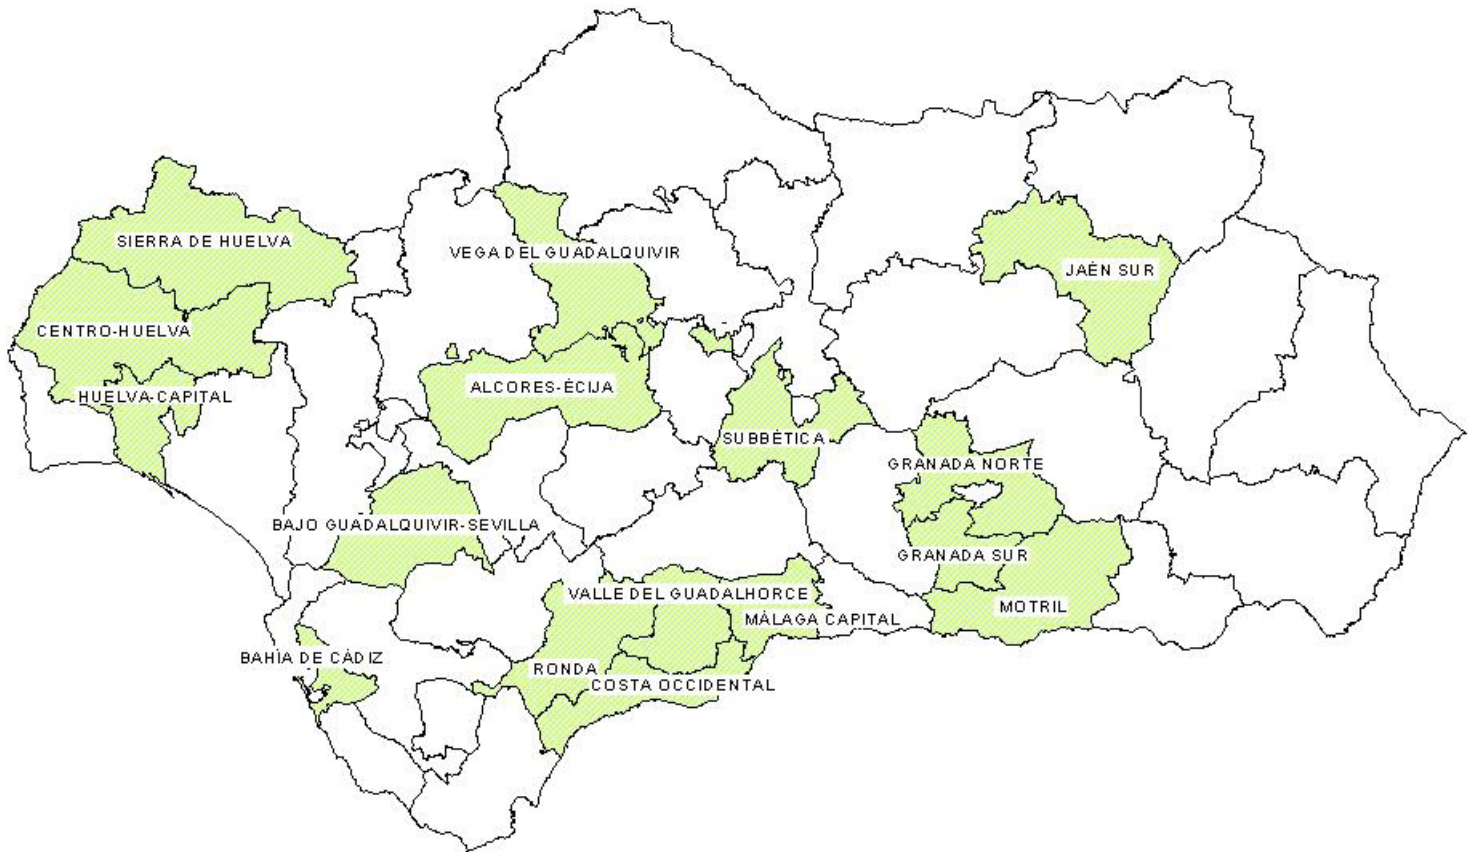 SIERRA DE HUELVA
VEGA DEL GUADALQUIVIR
JAÉN SUR
CENTRO-HUELVA
ALCORES-ÉCIJA
HUELVA-CAPITAL
SUBBÉTICA
GRANADA NORTE
BAJO GUADALQUIVIR-SEVILLA
GRANADA SUR
VALLE DEL GUADALHORCE
MOTRIL
MÁLAGA CAPITAL
BAHÍA DE CÁDIZ
RONDA
COSTA OCCIDENTAL